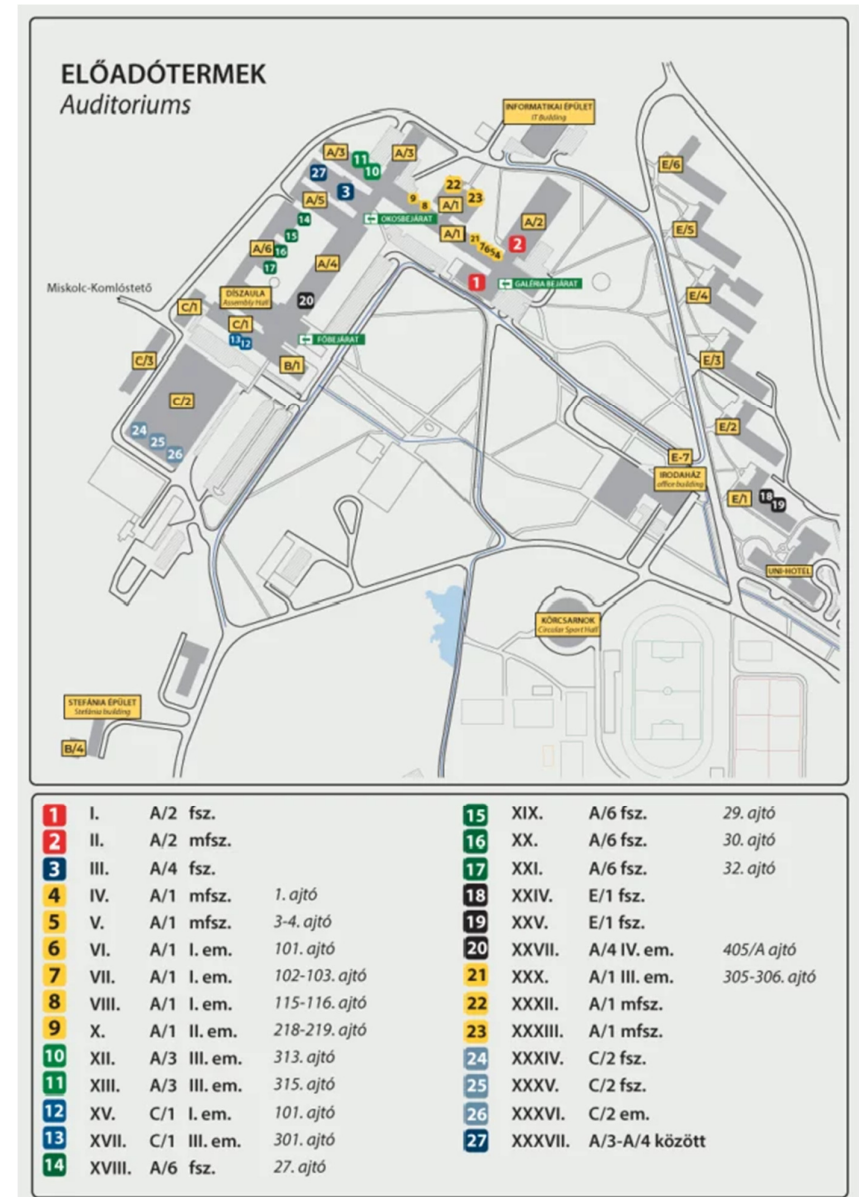 ELŐADÓTERMEK
Auditoriums
INFORMATIKAI ÉPÜLET
IT Building
A/3
11
10
A/3
27
3
A/5
9
8
22
23
A/1
OKOSBEJÁRAT
A/1
A/2
21
2
14
15
A/6
16
17
A/4
1
GALÉRIA BEJÁRAT
E/6
E/5
E/4
E/3
E/2
Miskolc-Komlóstető
DÍSZAULA
Assembly Hall
20
C/1
C/1
13
12
FŐBEJÁRAT
B/1
C/3
C/2
24
25
26
E-7
IRODAHÁZ
office building
E/1
18
19
UNI-HOTEL
KÖRCSARNOK
Circular Sport Hall
STEFÁNIA ÉPÜLET
Stefánia building
B/4
1 I. A/2 fsz.
2 II. A/2 mfsz.
3 III. A/4 fsz.
4 IV. A/1 mfsz. 1. ajtó
5 V. A/1 mfsz. 3-4. ajtó
6 VI. A/1 I. em. 101. ajtó
7 VII. A/1 I. em. 102-103. ajtó
8 VIII. A/1 I. em. 115-116. ajtó
9 X. A/1 II. em. 218-219. ajtó
10 XII. A/3 III. em. 313. ajtó
11 XIII. A/3 III. em. 315. ajtó
12 XV. C/1 I. em. 101. ajtó
13 XVII. C/1 III. em. 301. ajtó
14 XVIII. A/6 fsz. 27. ajtó
15 XIX. A/6 fsz. 29. ajtó
16 XX. A/6 fsz. 30. ajtó
17 XXI. A/6 fsz. 32. ajtó
18 XXIV. E/1 fsz.
19 XXV. E/1 fsz.
20 XXVII. A/4 IV. em. 405/A ajtó
21 XXX. A/1 III. em. 305-306. ajtó
22 XXXII. A/1 mfsz.
23 XXXIII. A/1 mfsz.
24 XXXIV. C/2 fsz.
25 XXXV. C/2 fsz.
26 XXXVI. C/2 em.
27 XXXVII. A/3-A/4 között